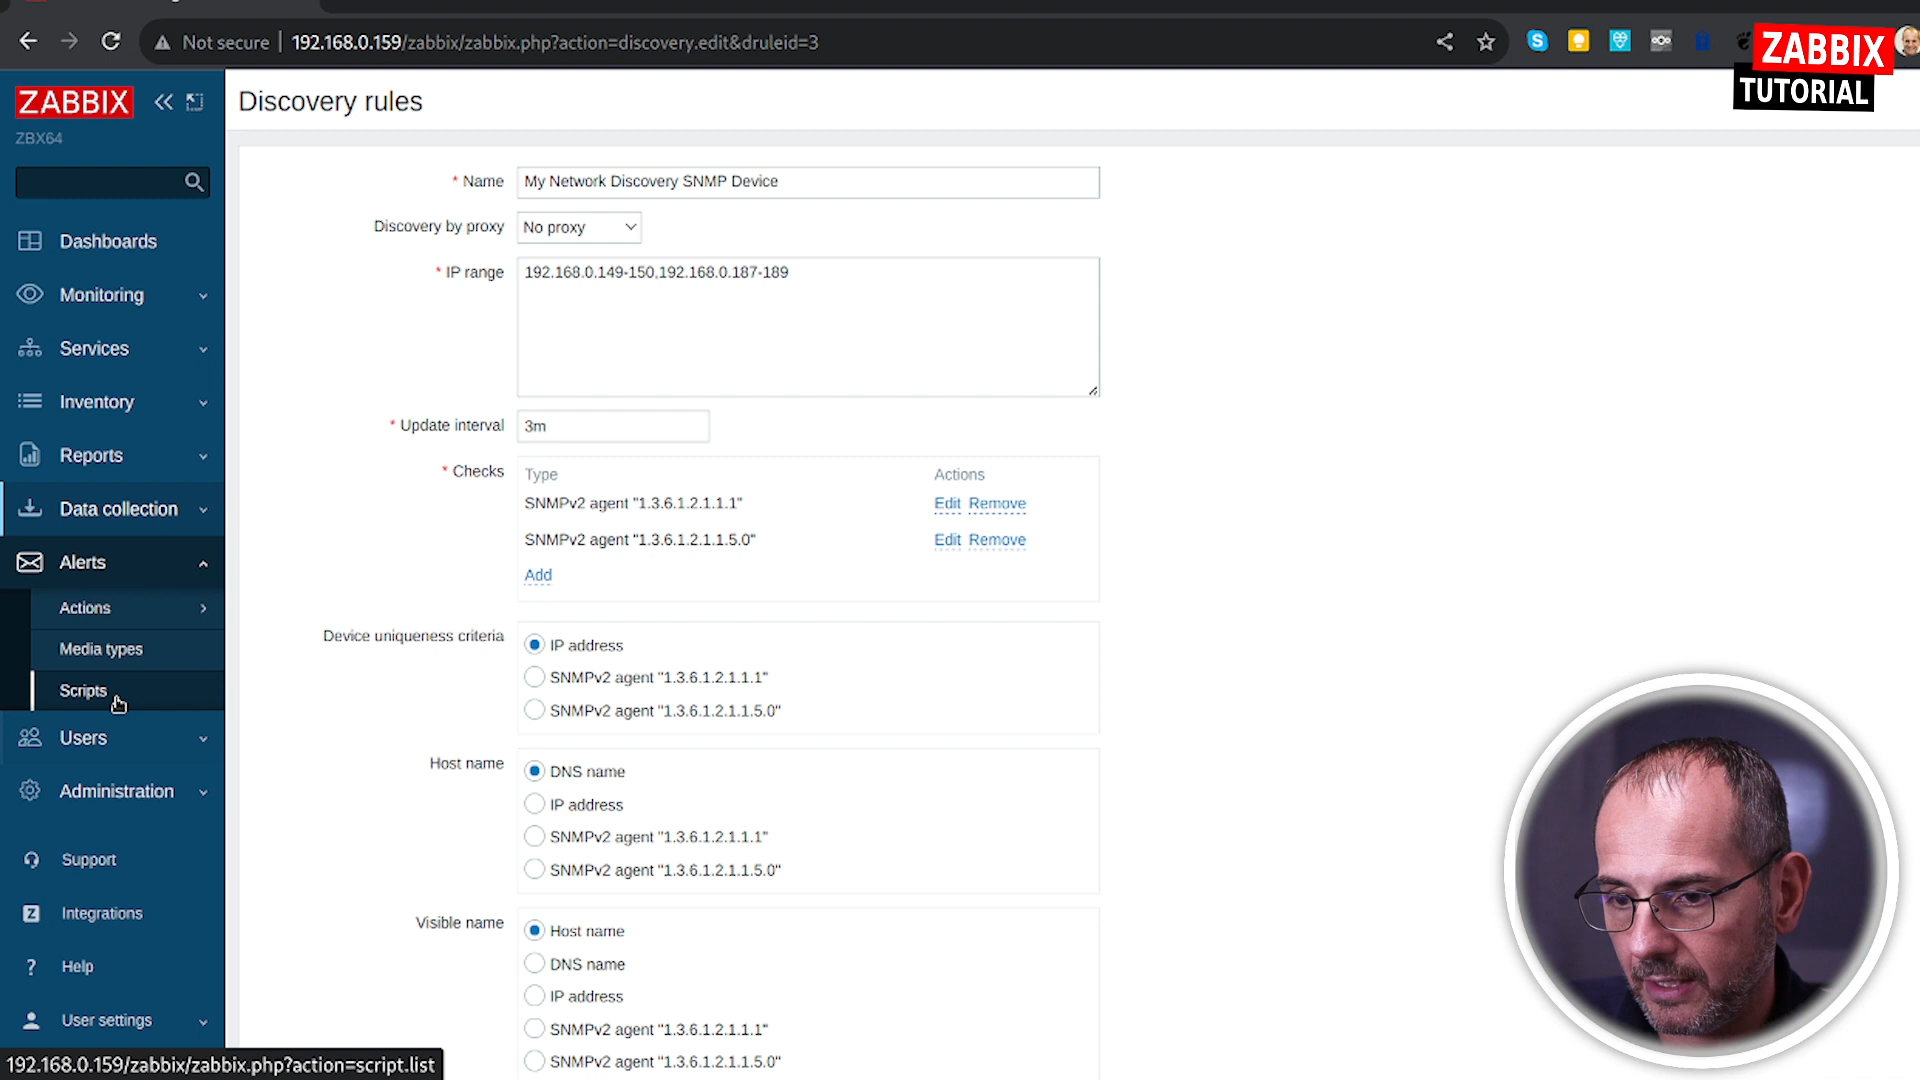 Not secure
192.168.0.159/zabbix/zabbix.php?action=discovery.edit&druleid=3
ZABBIX
TUTORIAL
ZABBIX
ZBX64
Dashboards
Monitoring
Services
Inventory
Reports
Data collection
Alerts
Actions
Media types
Scripts
Users
Administration
Support
Integrations
? Help
User settings
Discovery rules
* Name My Network Discovery SNMP Device
Discovery by proxy No proxy
* IP range 192.168.0.149-150,192.168.0.187-189
* Update interval 3m
* Checks Type Actions
SNMPv2 agent "1.3.6.1.2.1.1.1" Edit Remove
SNMPv2 agent "1.3.6.1.2.1.1.5.0" Edit Remove
Add
Device uniqueness criteria IP address
SNMPv2 agent "1.3.6.1.2.1.1.1"
SNMPv2 agent "1.3.6.1.2.1.1.5.0"
Host name DNS name
IP address
SNMPv2 agent "1.3.6.1.2.1.1.1"
SNMPv2 agent "1.3.6.1.2.1.1.5.0"
Visible name Host name
DNS name
IP address
SNMPv2 agent "1.3.6.1.2.1.1.1"
SNMPv2 agent "1.3.6.1.2.1.1.5.0"
192.168.0.159/zabbix/zabbix.php?action=script.list